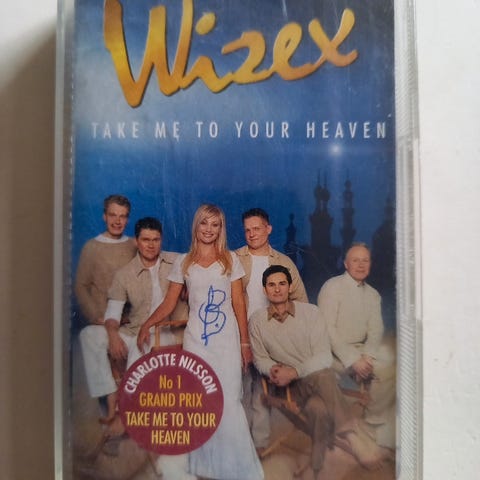 Wizex
TAKE ME TO YOUR HEAVEN
CHARLOTTE NILSSON
No 1
GRAND PRIX
TAKE ME TO YOUR
HEAVEN